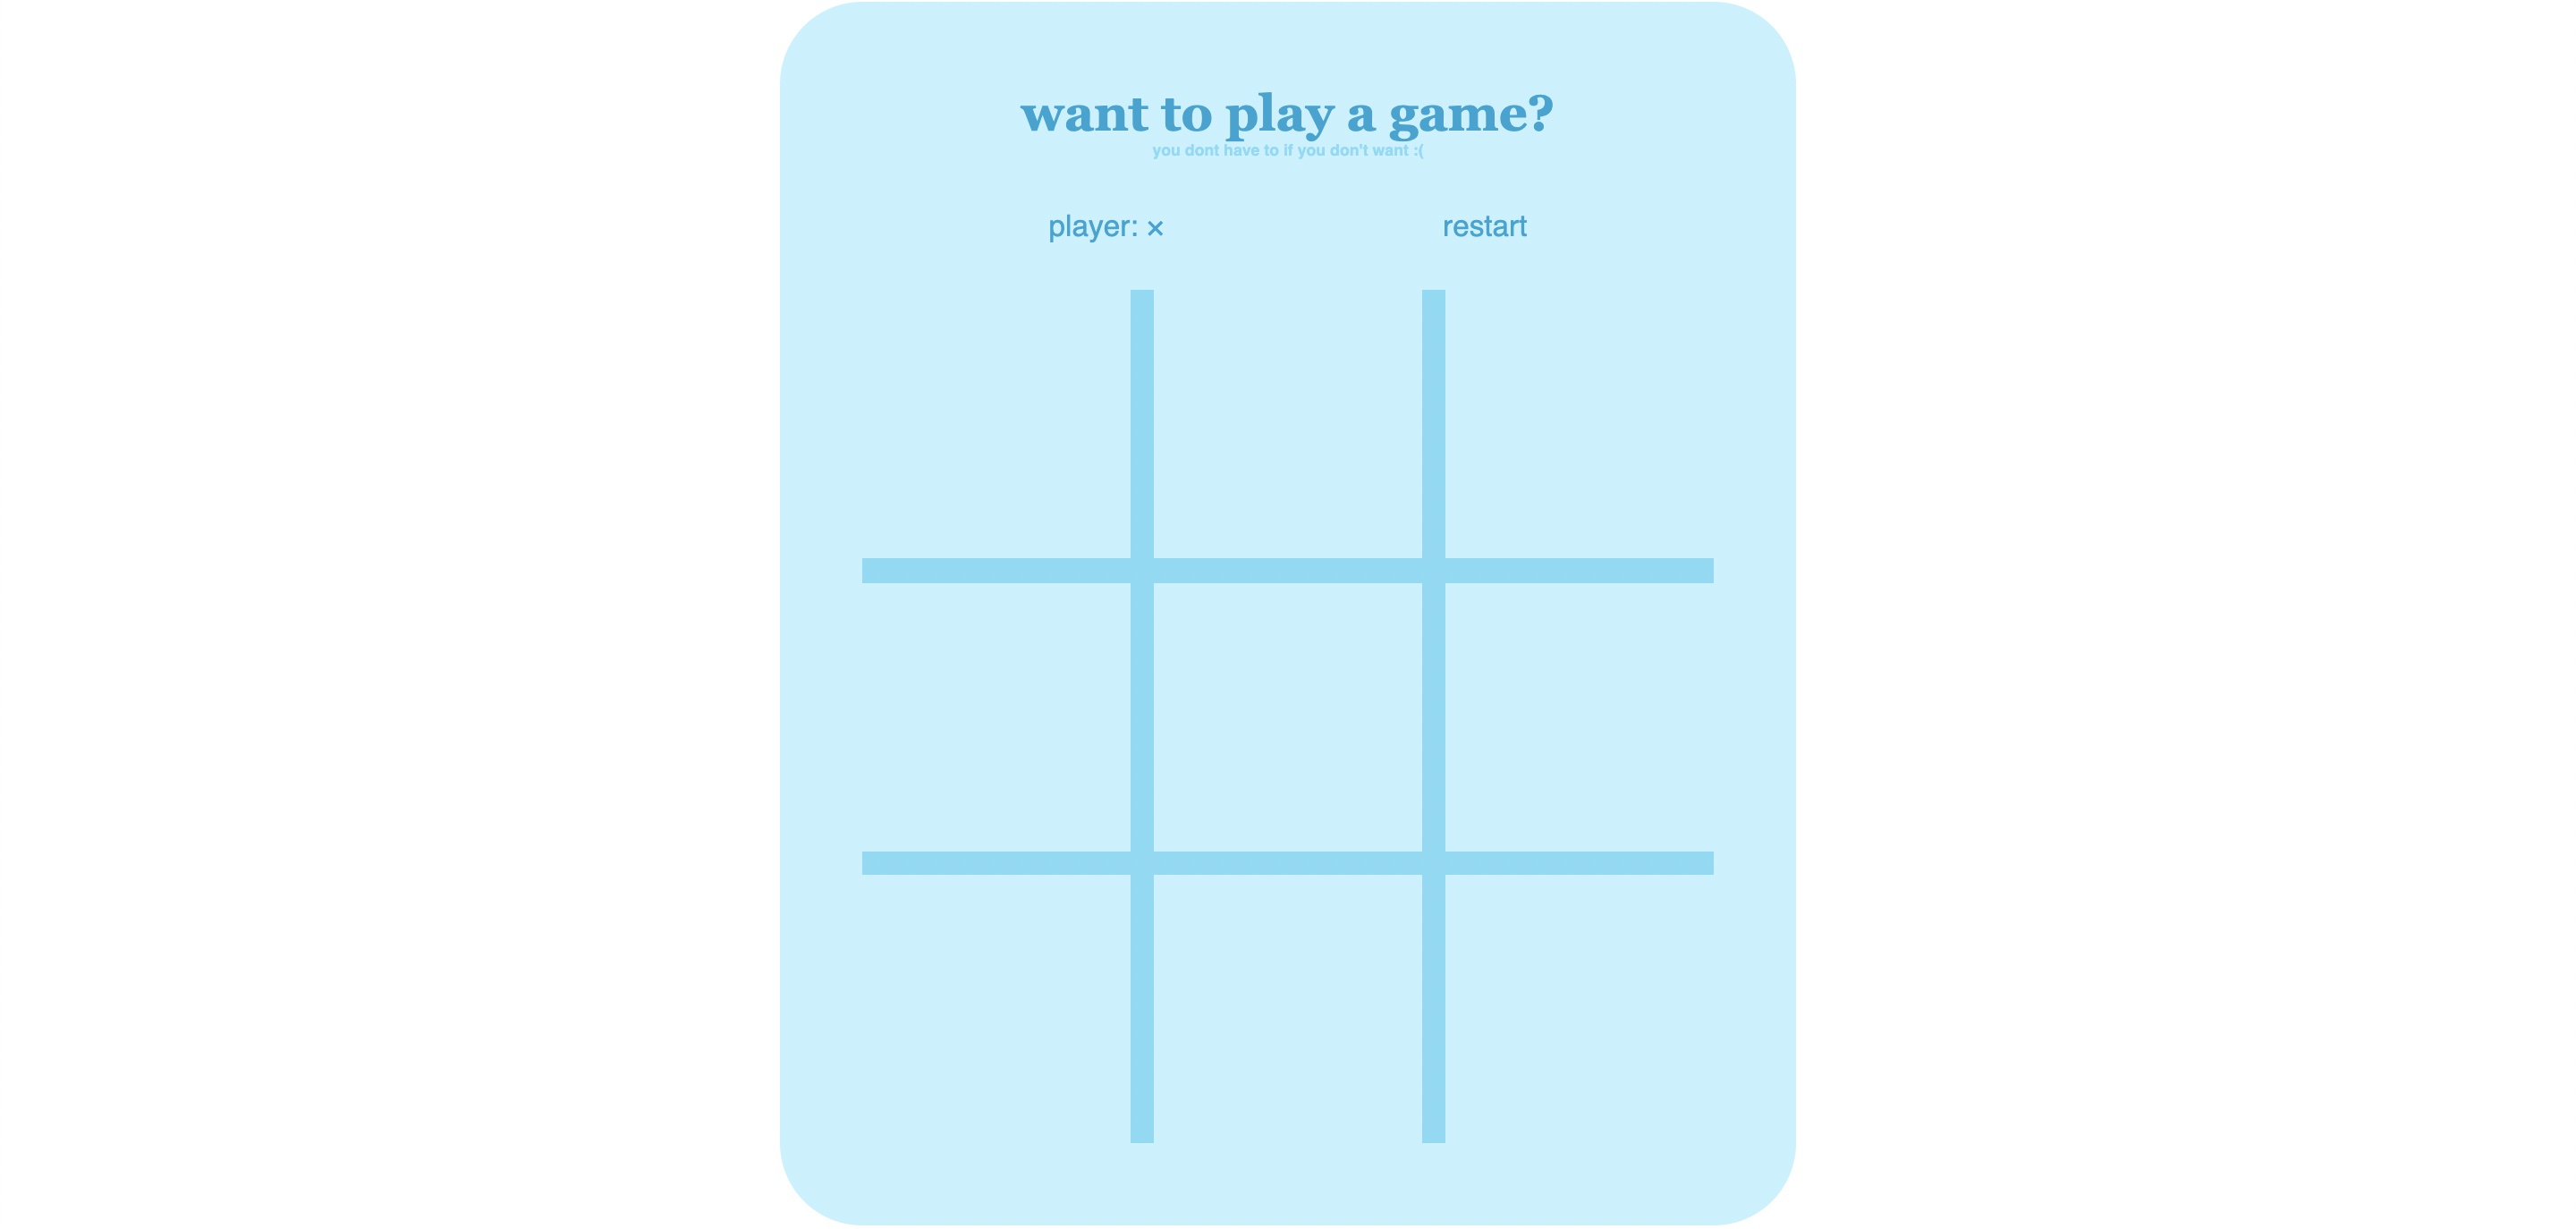 want to play a game?
you dont have to if you don't want :(
player: × restart